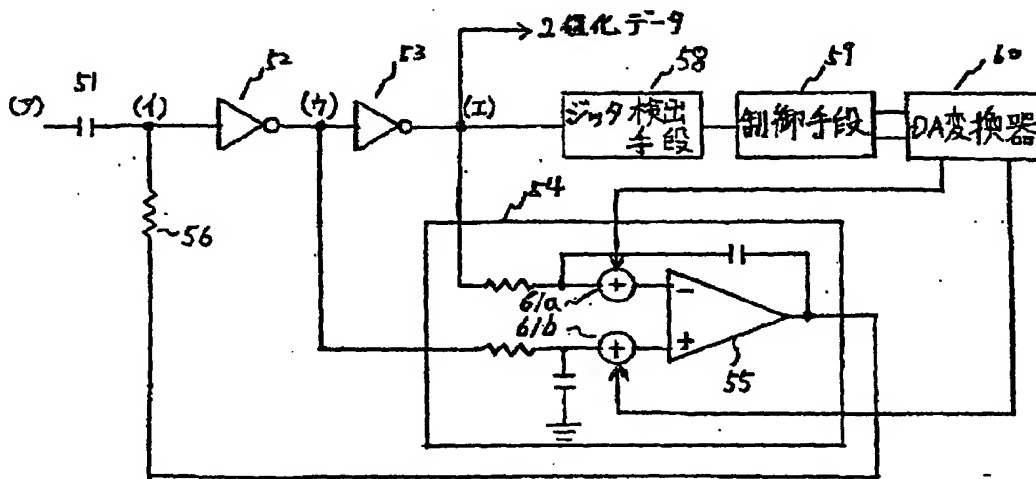 2値化データ
51
52
53
58
59
60
(ア)
(イ)
(ウ)
(エ)
ジッタ検出
手段
制御手段
DA変換器
54
56
61a
61b
+
+
-
+
55